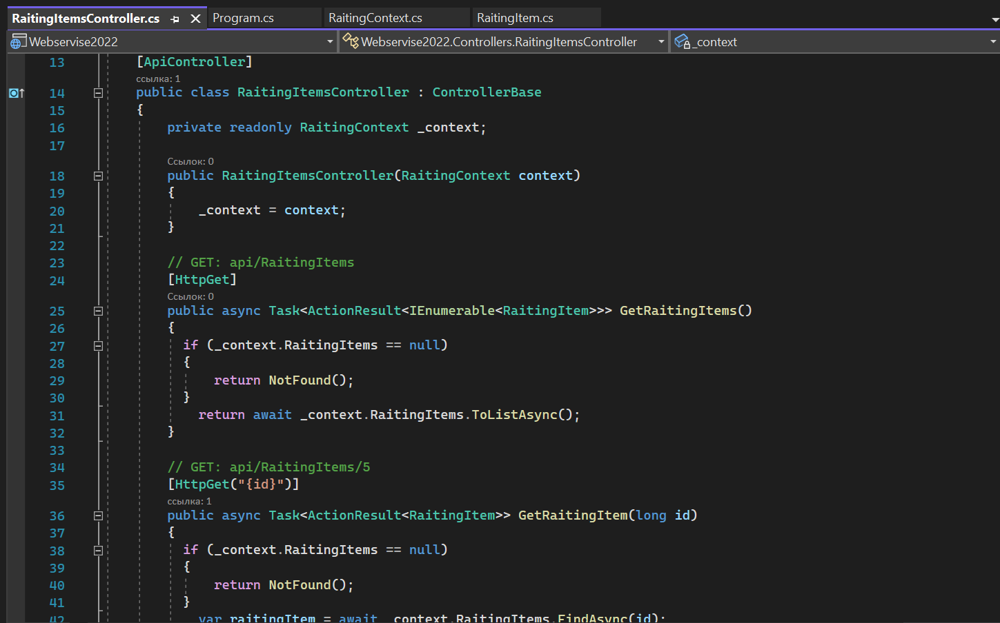 RaitingItemsController.cs Program.cs RaitingContext.cs RaitingItem.cs
Webservise2022 Webservise2022.Controllers.RaitingItemsController _context
13 [ApiController]
ссылка: 1
14 public class RaitingItemsController : ControllerBase
15 {
16 private readonly RaitingContext _context;
17
Ссылок: 0
18 public RaitingItemsController(RaitingContext context)
19 {
20 _context = context;
21 }
22
23 // GET: api/RaitingItems
24 [HttpGet]
Ссылок: 0
25 public async Task<ActionResult<IEnumerable<RaitingItem>>> GetRaitingItems()
26 {
27 if (_context.RaitingItems == null)
28 {
29 return NotFound();
30 }
31 return await _context.RaitingItems.ToListAsync();
32 }
33
34 // GET: api/RaitingItems/5
35 [HttpGet("{id}")]
ссылка: 1
36 public async Task<ActionResult<RaitingItem>> GetRaitingItem(long id)
37 {
38 if (_context.RaitingItems == null)
39 {
40 return NotFound();
41 }
42 var raitingItem = await _context.RaitingItems.FindAsync(id);